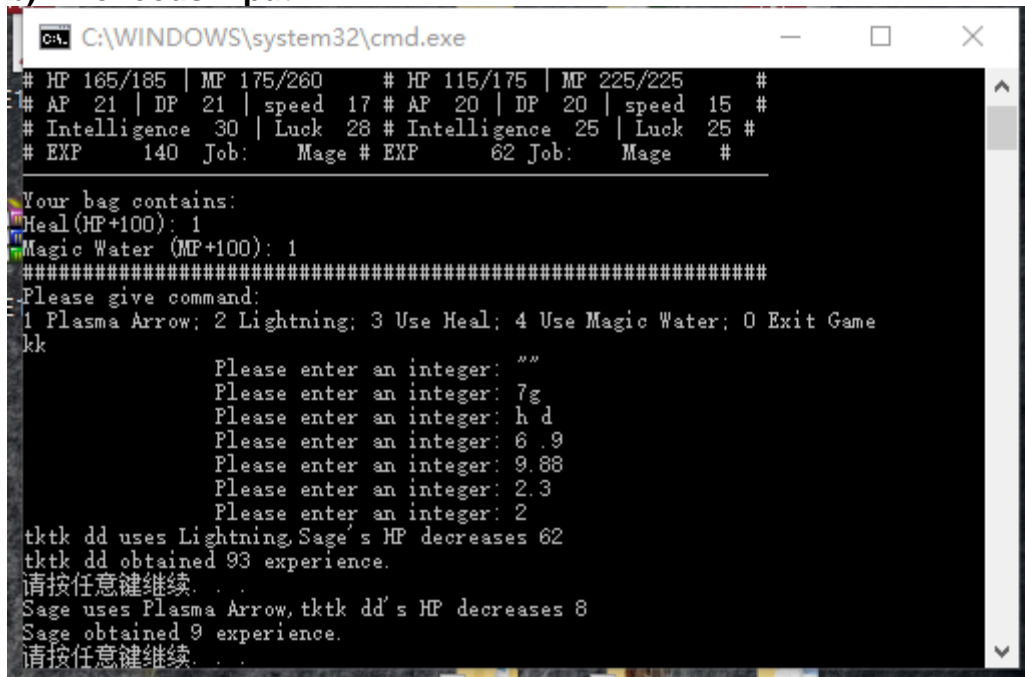 C:\WINDOWS\system32\cmd.exe
# HP 165/185 | MP 175/260 # HP 115/175 | MP 225/225 #
# AP 21 | DP 21 | speed 17 # AP 20 | DP 20 | speed 15 #
# Intelligence 30 | Luck 28 # Intelligence 25 | Luck 25 #
# EXP 140 Job: Mage # EXP 62 Job: Mage #
Your bag contains:
Heal(HP+100): 1
Magic Water (MP+100): 1
##############################################################
Please give command:
1 Plasma Arrow; 2 Lightning; 3 Use Heal; 4 Use Magic Water; 0 Exit Game
kk
Please enter an integer: ""
Please enter an integer: 7g
Please enter an integer: h d
Please enter an integer: 6 .9
Please enter an integer: 9.88
Please enter an integer: 2.3
Please enter an integer: 2
tktk dd uses Lightning,Sage's HP decreases 62
tktk dd obtained 93 experience.
请按任意键继续. . .
Sage uses Plasma Arrow,tktk dd's HP decreases 8
Sage obtained 9 experience.
请按任意键继续. . .